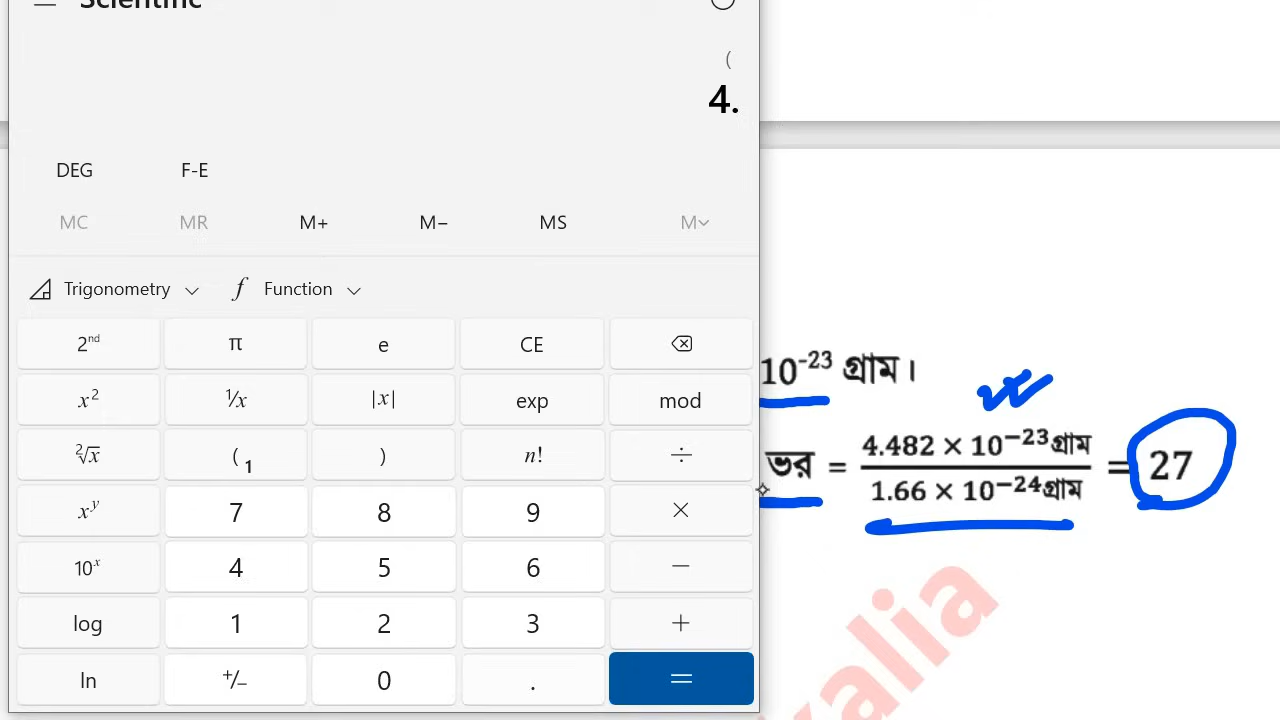 Scientific
(
4.
DEG F-E
MC MR M+ M− MS M
Trigonometry f Function
2ⁿᵈ π e CE
x² ¹/x |x| exp mod
²√x (₁ ) n! ÷
xʸ 7 8 9 ×
10ˣ 4 5 6 −
log 1 2 3 +
ln +/− 0 . =
10⁻²³ গ্রাম।
ভর = 4.482 × 10⁻²³গ্রাম / 1.66 × 10⁻²⁴গ্রাম = 27